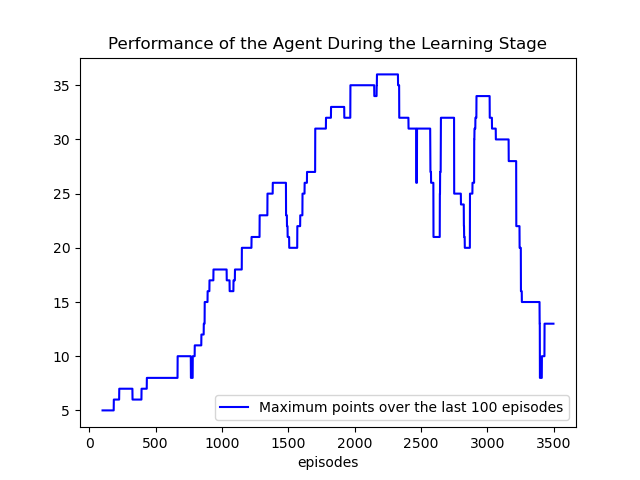 Performance of the Agent During the Learning Stage
35
30
25
20
15
10
5
Maximum points over the last 100 episodes
0 500 1000 1500 2000 2500 3000 3500
episodes